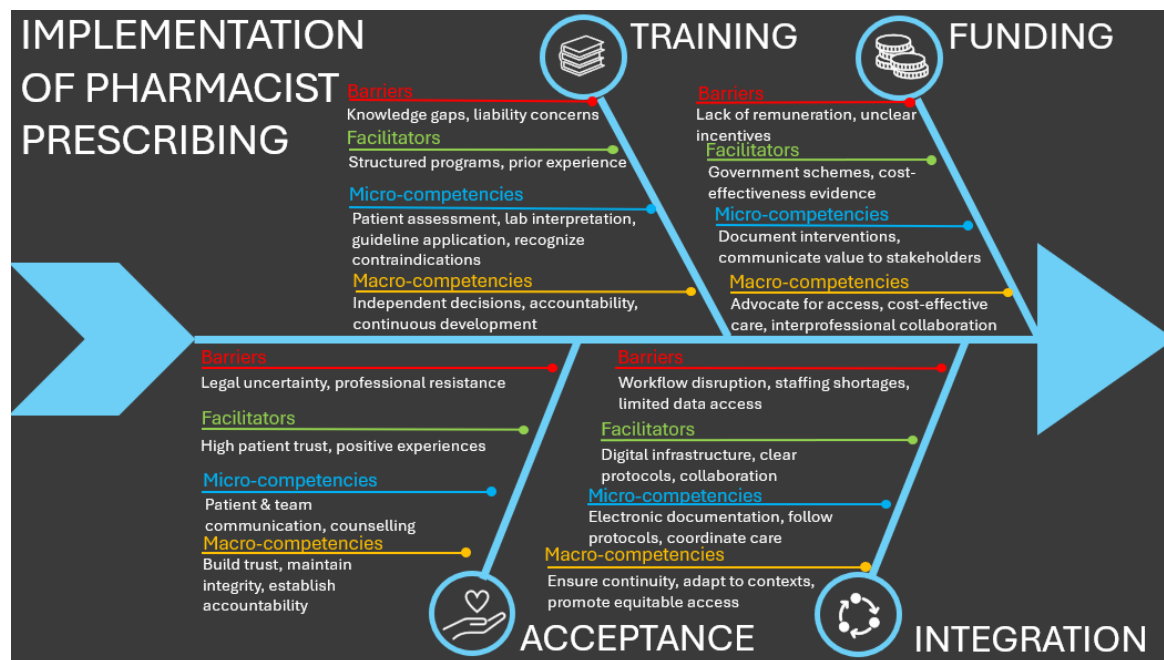 IMPLEMENTATION
OF PHARMACIST
PRESCRIBING
TRAINING
Barriers
Knowledge gaps, liability concerns
Facilitators
Structured programs, prior experience
Micro-competencies
Patient assessment, lab interpretation,
guideline application, recognize
contraindications
Macro-competencies
Independent decisions, accountability,
continuous development
FUNDING
Barriers
Lack of remuneration, unclear
incentives
Facilitators
Government schemes, cost-
effectiveness evidence
Micro-competencies
Document interventions,
communicate value to stakeholders
Macro-competencies
Advocate for access, cost-effective
care, interprofessional collaboration
Barriers
Legal uncertainty, professional resistance
Facilitators
High patient trust, positive experiences
Micro-competencies
Patient & team
communication, counselling
Macro-competencies
Build trust, maintain
integrity, establish
accountability
ACCEPTANCE
Barriers
Workflow disruption, staffing shortages,
limited data access
Facilitators
Digital infrastructure, clear
protocols, collaboration
Micro-competencies
Electronic documentation, follow
protocols, coordinate care
Macro-competencies
Ensure continuity, adapt to contexts,
promote equitable access
INTEGRATION